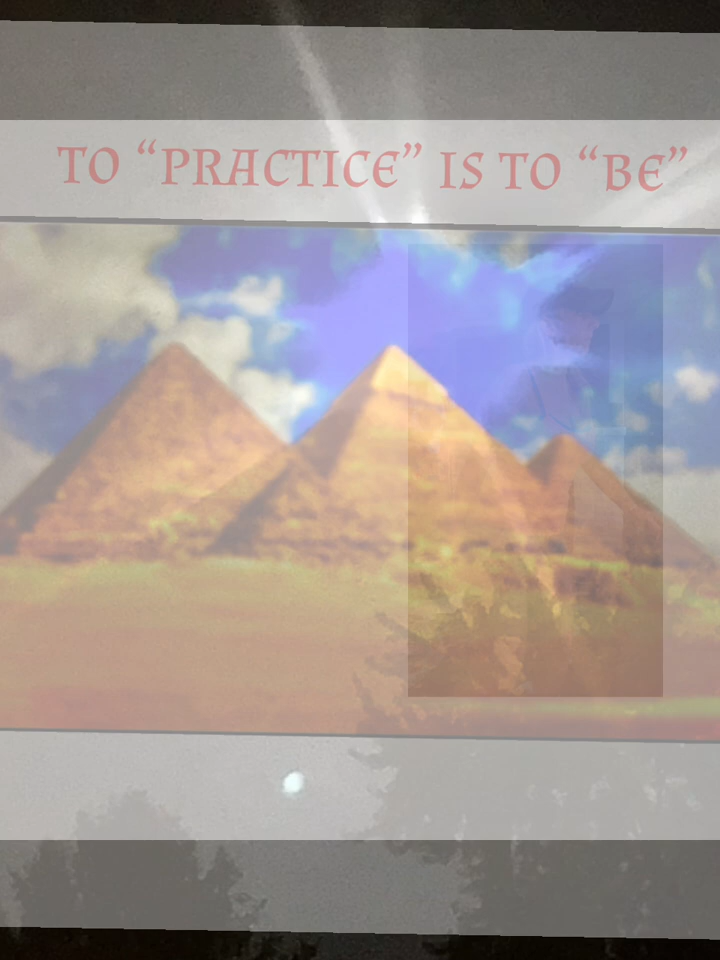 TO “PRACTICE” IS TO “BE”